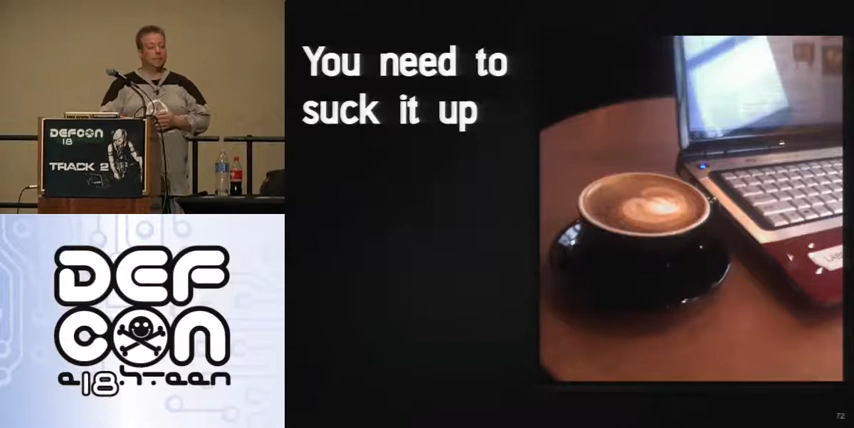 DEFCON
18
TRACK 2
DEF
CON
e18hteen
You need to
suck it up
72